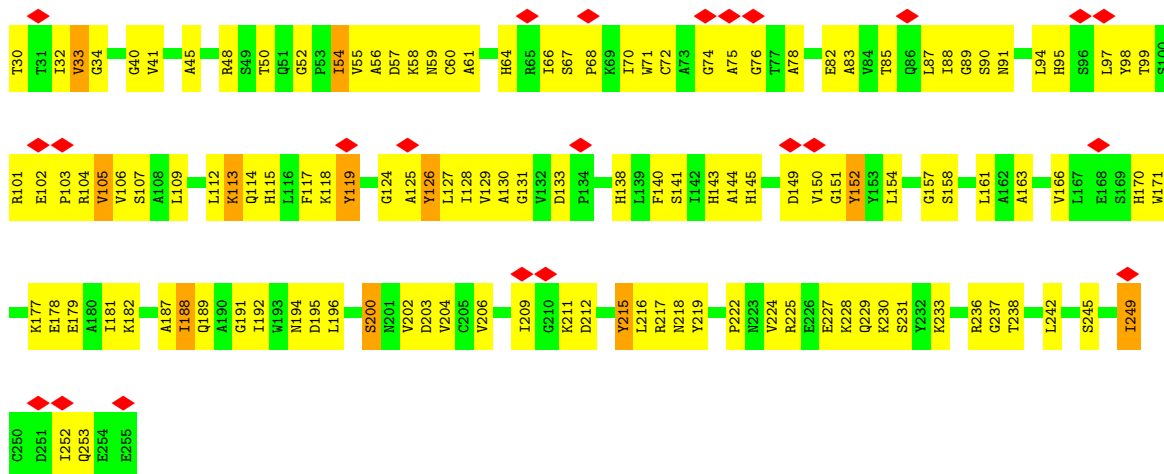 T30 T31 I32 V33 G34 G40 V41 A45 R48 S49 T50 Q51 G52 P53 I54 V55 A56 D57 K58 N59 C60 A61 H64 R65 I66 S67 P68 K69 I70 W71 C72 A73 G74 A75 G76 T77 A78 E82 A83 V84 T85 Q86 L87 I88 G89 S90 N91 L94 H95 S96 L97 Y98 T99 S100
R101 E102 P103 R104 V105 V106 S107 A108 L109 L112 K113 Q114 H115 L116 F117 K118 Y119 G124 A125 Y126 L127 I128 V129 A130 G131 V132 D133 P134 H138 L139 F140 S141 I142 H143 A144 H145 D149 V150 G151 Y152 Y153 L154 G157 S158 L161 A162 A163 V166 L167 E168 S169 H170 W171
K177 E178 E179 A180 K181 K182 A187 I188 Q189 A190 G191 I192 W193 N194 D195 L196 S200 N201 V202 D203 V204 C205 V206 I209 G210 K211 D212 Y215 L216 R217 N218 Y219 P222 N223 V224 R225 E226 E227 K228 Q229 K230 S231 Y232 K233 R236 G237 T238 L242 S245 I249
C250 D251 I252 Q253 E254 E255